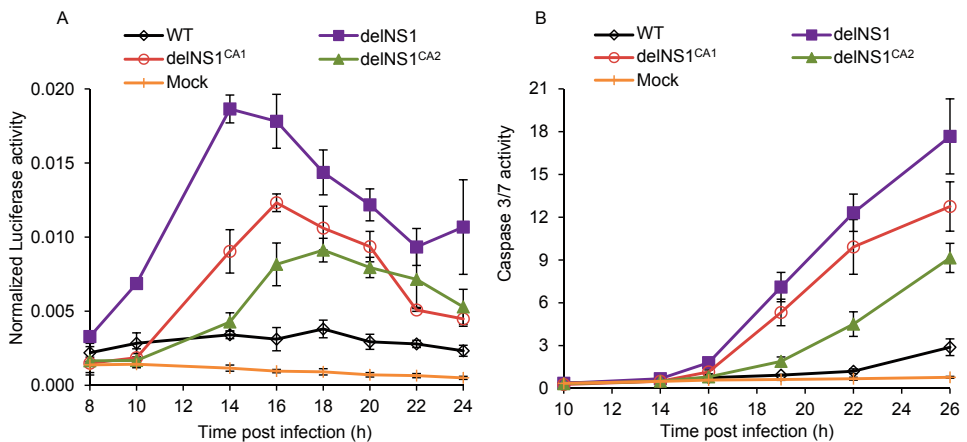 A
WT
delNS1
delNS1CA1
delNS1CA2
Mock
Normalized Luciferase activity
0.020
0.015
0.010
0.005
0.000
8 10 12 14 16 18 20 22 24
Time post infection (h)
B
WT
delNS1
delNS1CA1
delNS1CA2
Mock
Caspase 3/7 activity
21
18
15
12
9
6
3
0
10 12 14 16 18 20 22 24 26
Time post infection (h)